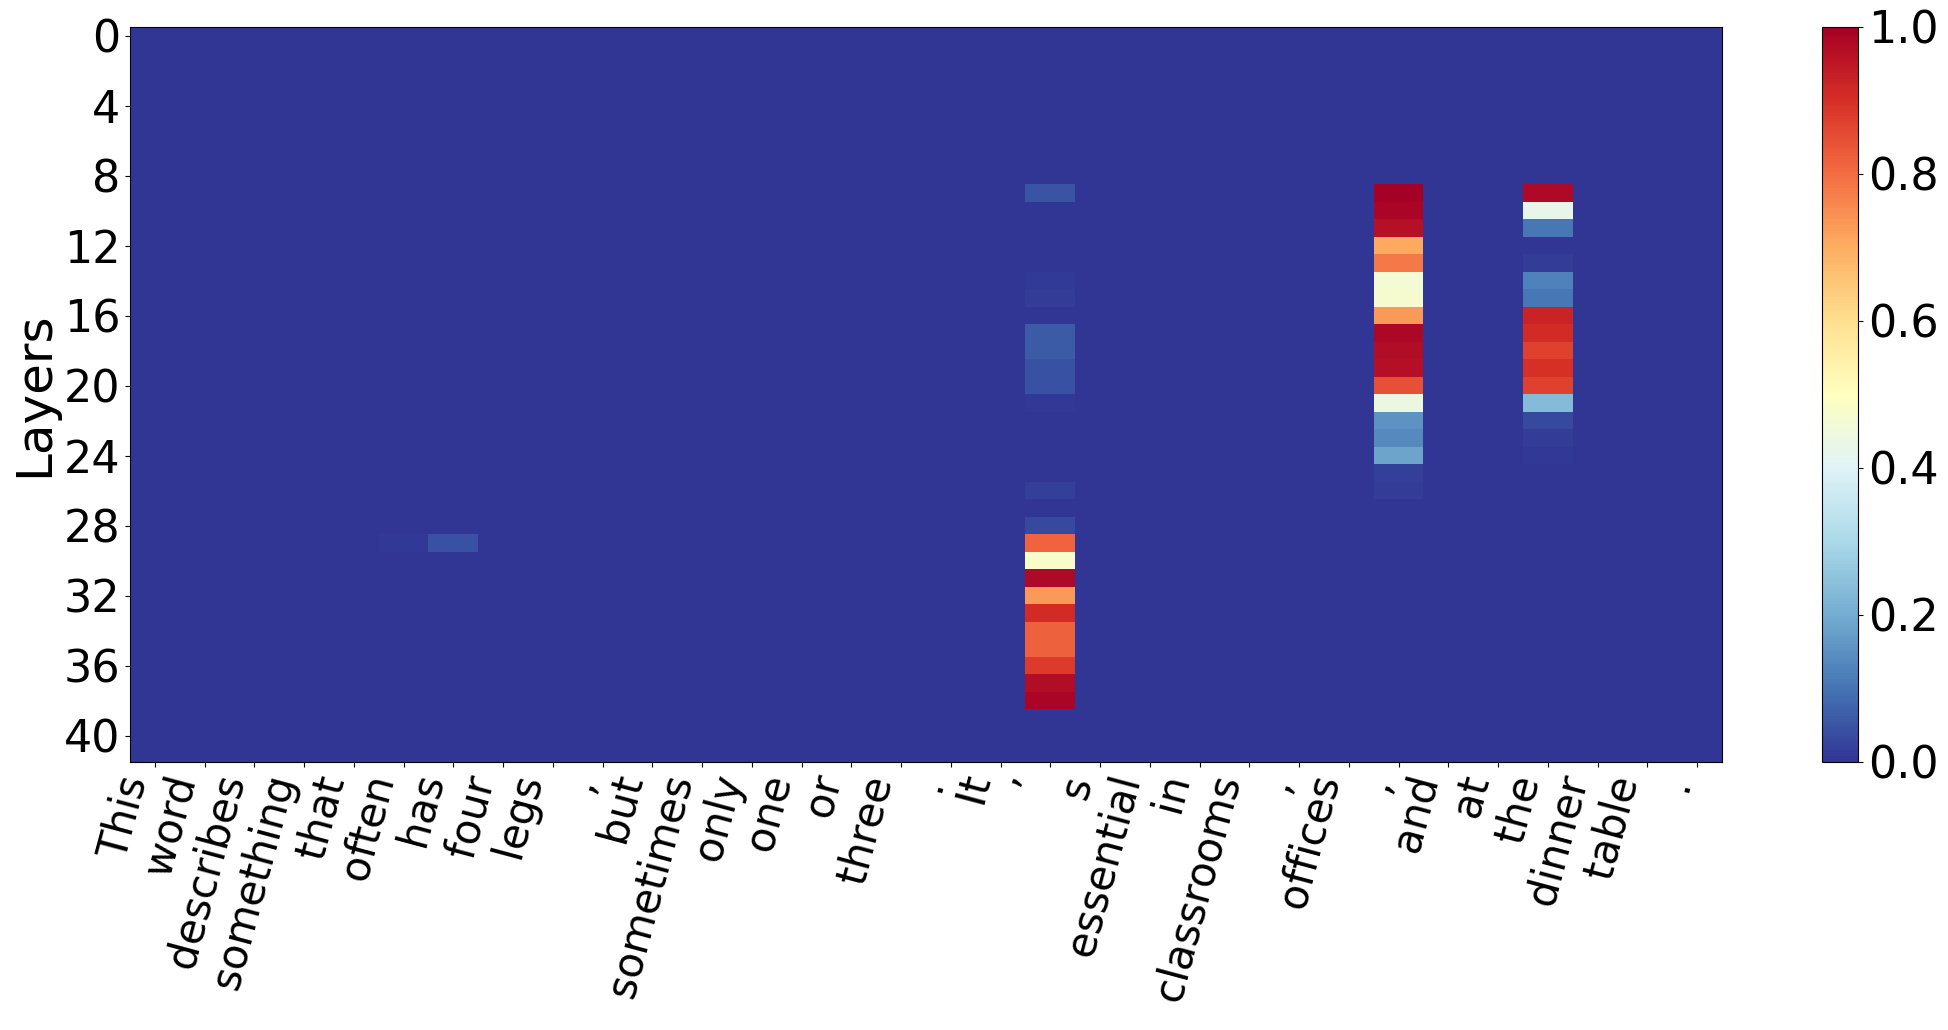 Layers
0
4
8
12
16
20
24
28
32
36
40
This
word
describes
something
that
often
has
four
legs
,
but
sometimes
only
one
or
three
.
It
’
s
essential
in
classrooms
,
offices
,
and
at
the
dinner
table
.
1.0
0.8
0.6
0.4
0.2
0.0